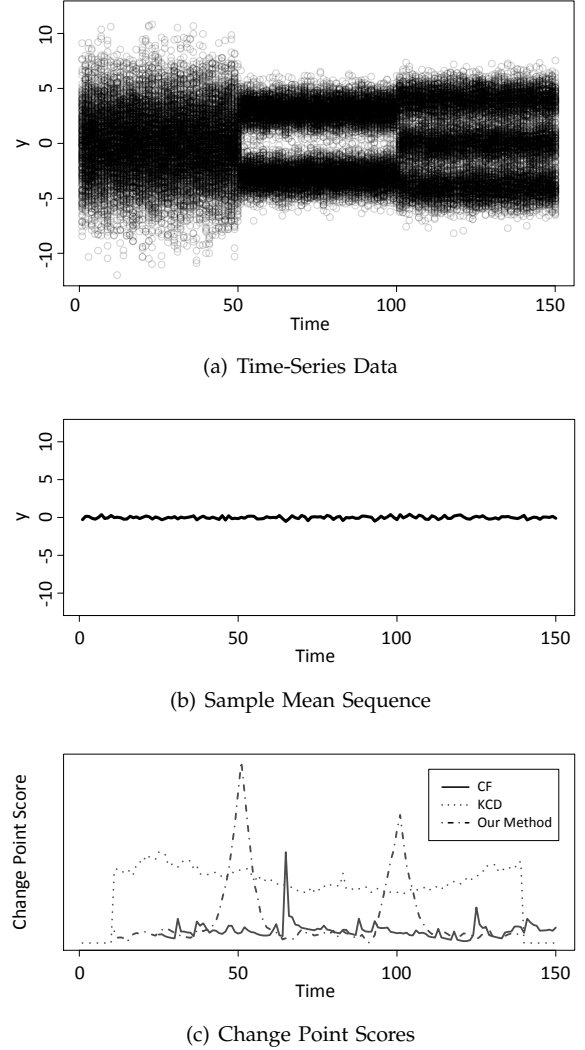 10
5
0
-5
-10
y
0 50 100 150
Time
(a) Time-Series Data
10
5
0
-5
-10
y
0 50 100 150
Time
(b) Sample Mean Sequence
Change Point Score
CF
KCD
Our Method
0 50 100 150
Time
(c) Change Point Scores